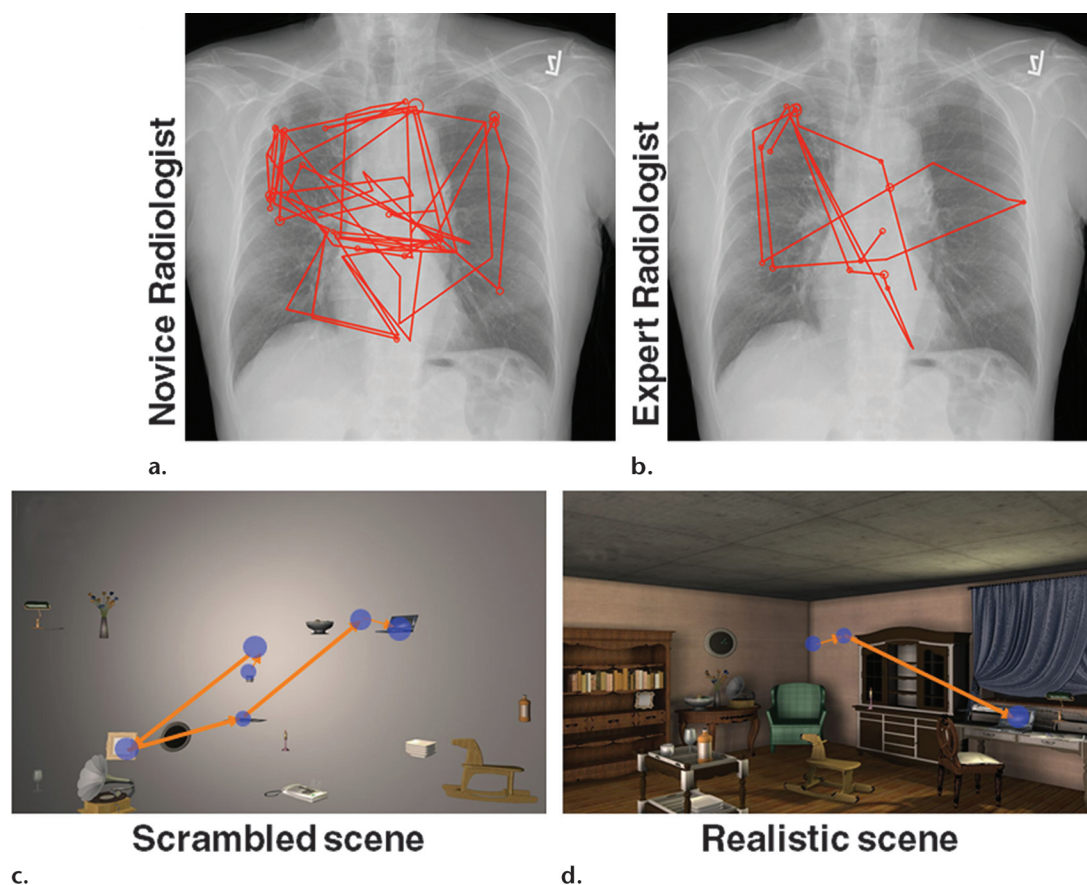 Novice Radiologist
Expert Radiologist
a.
b.
Scrambled scene
Realistic scene
c.
d.